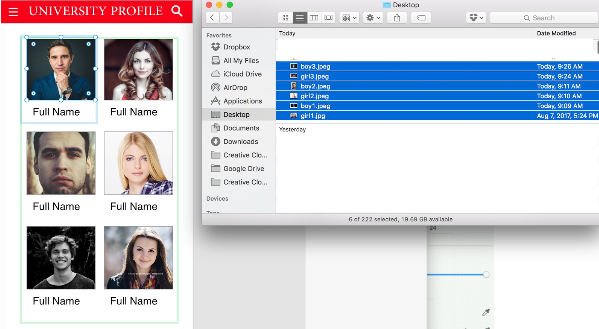 UNIVERSITY PROFILE
Full Name
Full Name
Full Name
Full Name
Full Name
Full Name
Desktop
Search
Favorites
Dropbox
All My Files
iCloud Drive
AirDrop
Applications
Desktop
Documents
Downloads
Creative Clo...
Google Drive
Creative Clo...
Devices
Today
Date Modified
boy3.jpeg
Today, 9:26 AM
girl3.jpeg
Today, 9:24 AM
boy2.jpeg
Today, 9:11 AM
girl2.jpeg
Today, 9:10 AM
boy1.jpeg
Today, 9:09 AM
girl1.jpeg
Aug 7, 2017, 5:24 PM
Yesterday
6 of 222 selected, 19.69 GB available